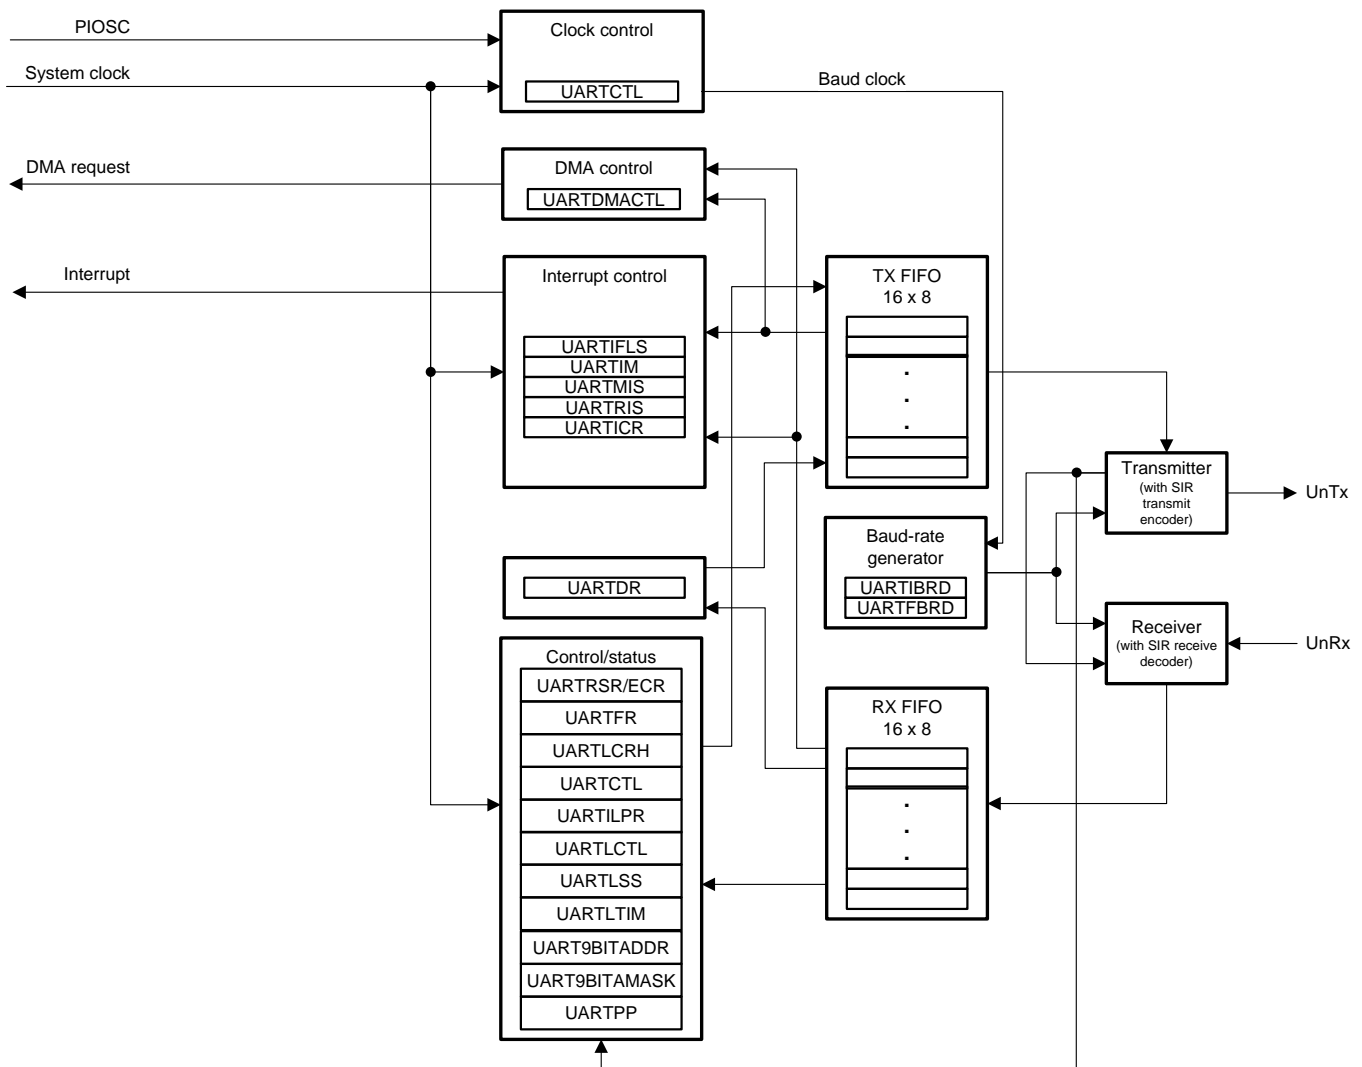 PIOSC
Clock control
System clock
UARTCTL
Baud clock
DMA request
DMA control
UARTDMACTL
Interrupt
Interrupt control
UARTIFLS
UARTIM
UARTMIS
UARTRIS
UARTICR
TX FIFO
16 x 8
.
.
.
Transmitter
(with SIR
transmit
encoder)
UnTx
Baud-rate
generator
UARTIBRD
UARTFBRD
UARTDR
Receiver
(with SIR receive
decoder)
UnRx
Control/status
UARTRSR/ECR
UARTFR
UARTLCRH
UARTCTL
UARTILPR
UARTLCTL
UARTLSS
UARTLTIM
UART9BITADDR
UART9BITAMASK
UARTPP
RX FIFO
16 x 8
.
.
.